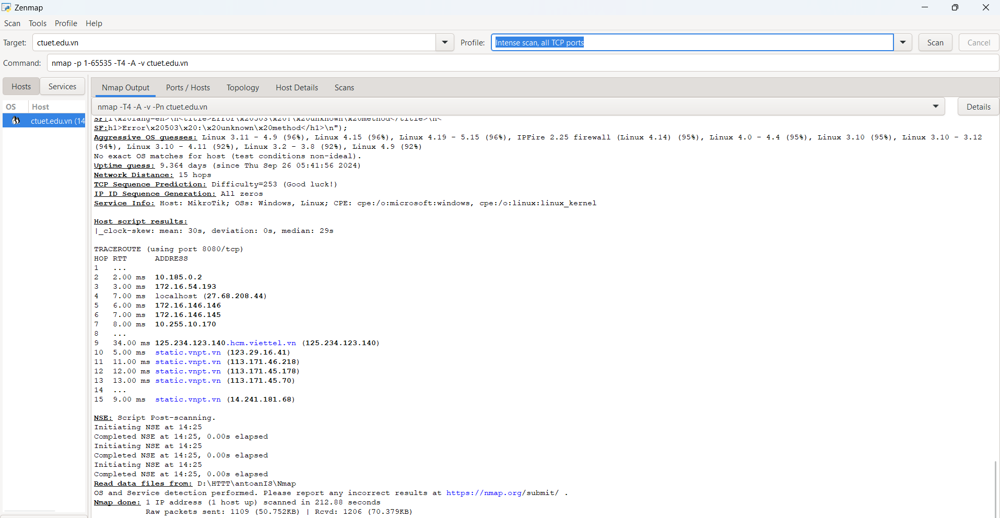 Zenmap
Scan Tools Profile Help
Target: ctuet.edu.vn Profile: Intense scan, all TCP ports Scan Cancel
Command: nmap -p 1-65535 -T4 -A -v ctuet.edu.vn
Hosts Services
Nmap Output Ports / Hosts Topology Host Details Scans
OS Host
ctuet.edu.vn (14
nmap -T4 -A -v -Pn ctuet.edu.vn Details
SF:h1>Error\x20503\x20:\x20unknown\x20method</h1>\n");
Aggressive OS guesses: Linux 3.11 - 4.9 (96%), Linux 4.15 (96%), Linux 4.19 - 5.15 (96%), IPFire 2.25 firewall (Linux 4.14) (95%), Linux 4.0 - 4.4 (95%), Linux 3.10 (95%), Linux 3.10 - 3.12
(94%), Linux 3.10 - 4.11 (92%), Linux 3.2 - 3.8 (92%), Linux 4.9 (92%)
No exact OS matches for host (test conditions non-ideal).
Uptime guess: 9.364 days (since Thu Sep 26 05:41:56 2024)
Network Distance: 15 hops
TCP Sequence Prediction: Difficulty=253 (Good luck!)
IP ID Sequence Generation: All zeros
Service Info: Host: MikroTik; OSs: Windows, Linux; CPE: cpe:/o:microsoft:windows, cpe:/o:linux:linux_kernel
Host script results:
|_clock-skew: mean: 30s, deviation: 0s, median: 29s
TRACEROUTE (using port 8080/tcp)
HOP RTT ADDRESS
1 ...
2 2.00 ms 10.185.0.2
3 3.00 ms 172.16.54.193
4 7.00 ms localhost (27.68.208.44)
5 6.00 ms 172.16.146.146
6 7.00 ms 172.16.146.145
7 8.00 ms 10.255.10.170
8 ...
9 34.00 ms 125.234.123.140.hcm.viettel.vn (125.234.123.140)
10 5.00 ms static.vnpt.vn (123.29.16.41)
11 11.00 ms static.vnpt.vn (113.171.46.218)
12 12.00 ms static.vnpt.vn (113.171.45.178)
13 13.00 ms static.vnpt.vn (113.171.45.70)
14 ...
15 9.00 ms static.vnpt.vn (14.241.181.68)
NSE: Script Post-scanning.
Initiating NSE at 14:25
Completed NSE at 14:25, 0.00s elapsed
Initiating NSE at 14:25
Completed NSE at 14:25, 0.00s elapsed
Initiating NSE at 14:25
Completed NSE at 14:25, 0.00s elapsed
Read data files from: D:\HTTT\antoanIS\Nmap
OS and Service detection performed. Please report any incorrect results at https://nmap.org/submit/ .
Nmap done: 1 IP address (1 host up) scanned in 212.88 seconds
Raw packets sent: 1109 (50.752KB) | Rcvd: 1206 (70.379KB)